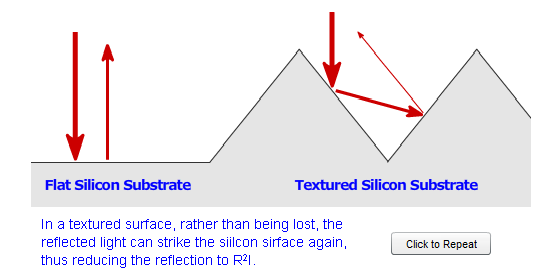 Flat Silicon Substrate
Textured Silicon Substrate
In a textured surface, rather than being lost, the
reflected light can strike the siilcon sirface again,
thus reducing the reflection to R²I.
Click to Repeat